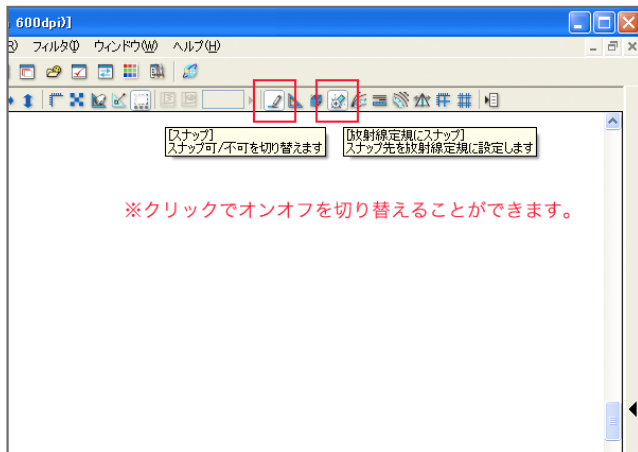 600dpi)]
R) フィルタ(I) ウィンドウ(W) ヘルプ(H)
[スナップ]
スナップ可/不可を切り替えます
[放射線定規にスナップ]
スナップ先を放射線定規に設定します
※クリックでオンオフを切り替えることができます。